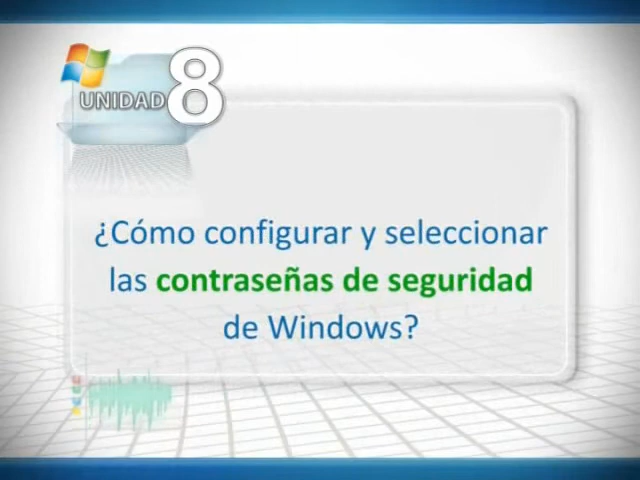 UNIDAD 8
¿Cómo configurar y seleccionar
las contraseñas de seguridad
de Windows?